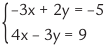 −3x + 2y = −5
4x − 3y = 9